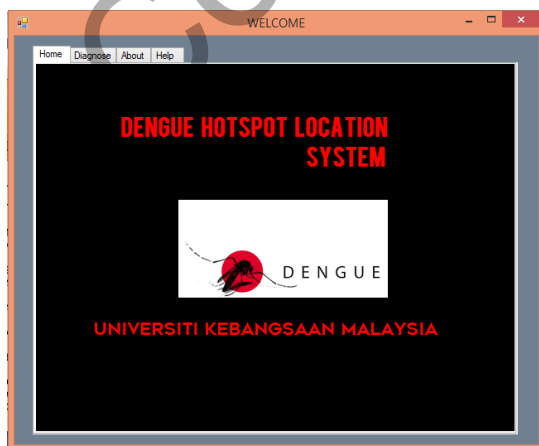 WELCOME
Home Diagnose About Help
DENGUE HOTSPOT LOCATION
SYSTEM
DENGUE
UNIVERSITI KEBANGSAAN MALAYSIA